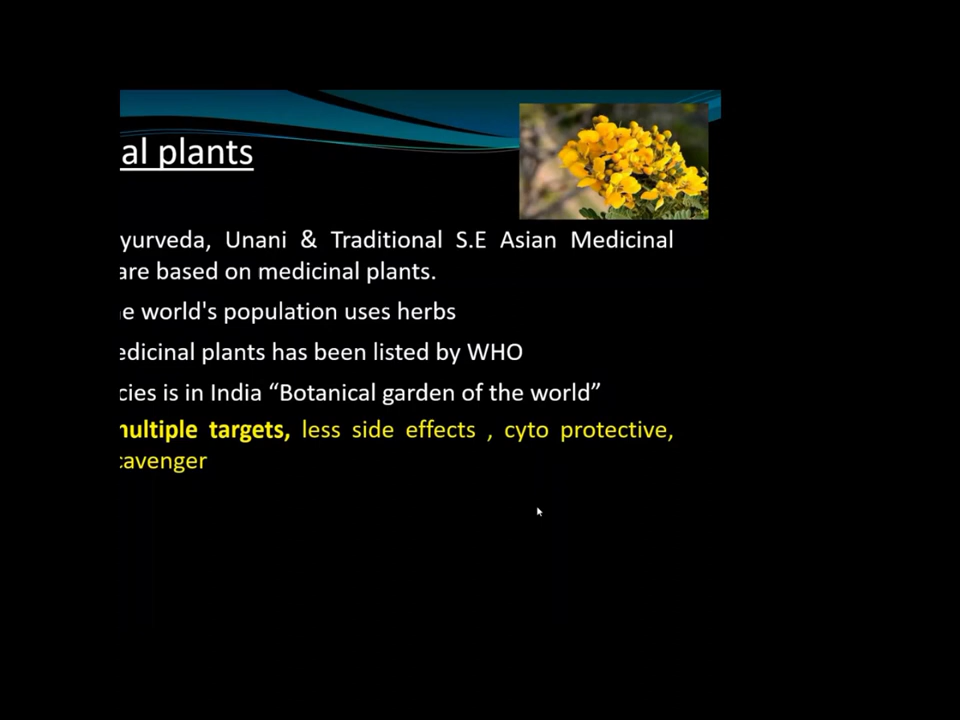 al plants
yurveda, Unani & Traditional S.E Asian Medicinal
are based on medicinal plants.
e world's population uses herbs
edicinal plants has been listed by WHO
cies is in India “Botanical garden of the world”
multiple targets, less side effects , cyto protective,
cavenger